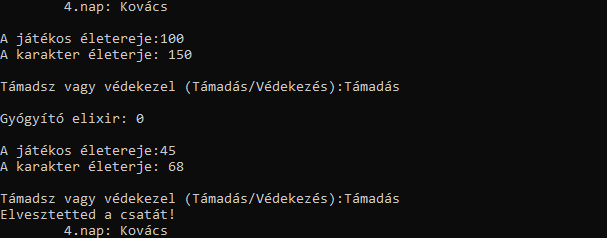 4.nap: Kovács
A játékos életereje:100
A karakter életerje: 150
Támadsz vagy védekezel (Támadás/Védekezés):Támadás
Gyógyító elixir: 0
A játékos életereje:45
A karakter életerje: 68
Támadsz vagy védekezel (Támadás/Védekezés):Támadás
Elvesztetted a csatát!
4.nap: Kovács